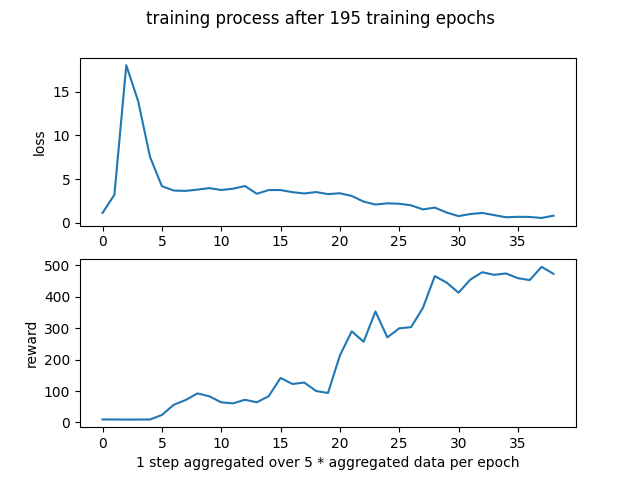 training process after 195 training epochs
loss
15
10
5
0
0 5 10 15 20 25 30 35
reward
500
400
300
200
100
0
0 5 10 15 20 25 30 35
1 step aggregated over 5 * aggregated data per epoch